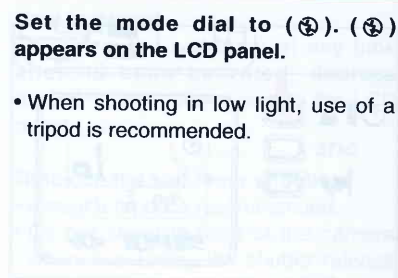 Set the mode dial to (). ()
appears on the LCD panel.
• When shooting in low light, use of a
tripod is recommended.